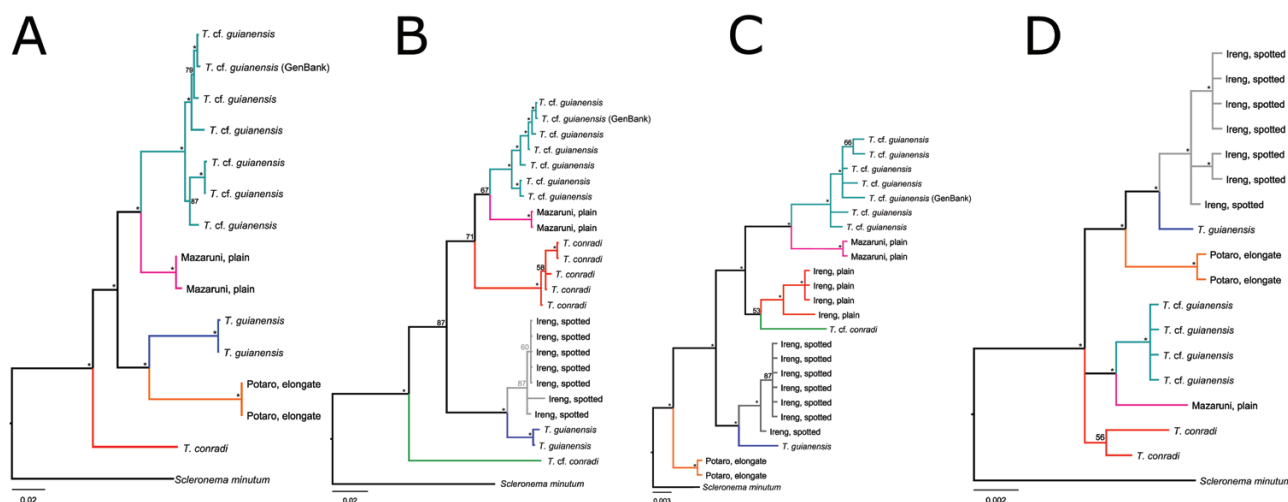 A
T. cf. guianensis
T. cf. guianensis (GenBank)
79
T. cf. guianensis
T. cf. guianensis
T. cf. guianensis
T. cf. guianensis
87
T. cf. guianensis
Mazaruni, plain
Mazaruni, plain
T. guianensis
T. guianensis
Potaro, elongate
Potaro, elongate
T. conradi
Scleronema minutum
0.02
B
T. cf. guianensis
T. cf. guianensis (GenBank)
T. cf. guianensis
T. cf. guianensis
T. cf. guianensis
T. cf. guianensis
T. cf. guianensis
67
Mazaruni, plain
Mazaruni, plain
71
T. conradi
T. conradi
58
T. conradi
T. conradi
T. conradi
87
Ireng, spotted
Ireng, spotted
60
Ireng, spotted
Ireng, spotted
Ireng, spotted
87
Ireng, spotted
Ireng, spotted
T. guianensis
T. guianensis
T. cf. conradi
Scleronema minutum
0.02
C
T. cf. guianensis
66
T. cf. guianensis
T. cf. guianensis
T. cf. guianensis
T. cf. guianensis (GenBank)
T. cf. guianensis
T. cf. guianensis
Mazaruni, plain
Mazaruni, plain
Ireng, plain
Ireng, plain
Ireng, plain
Ireng, plain
53
T. cf. conradi
Ireng, spotted
Ireng, spotted
Ireng, spotted
87
Ireng, spotted
Ireng, spotted
Ireng, spotted
Ireng, spotted
T. guianensis
Potaro, elongate
Potaro, elongate
Scleronema minutum
0.003
D
Ireng, spotted
Ireng, spotted
Ireng, spotted
Ireng, spotted
Ireng, spotted
Ireng, spotted
Ireng, spotted
T. guianensis
Potaro, elongate
Potaro, elongate
T. cf. guianensis
T. cf. guianensis
T. cf. guianensis
T. cf. guianensis
Mazaruni, plain
T. conradi
56
T. conradi
Scleronema minutum
0.002